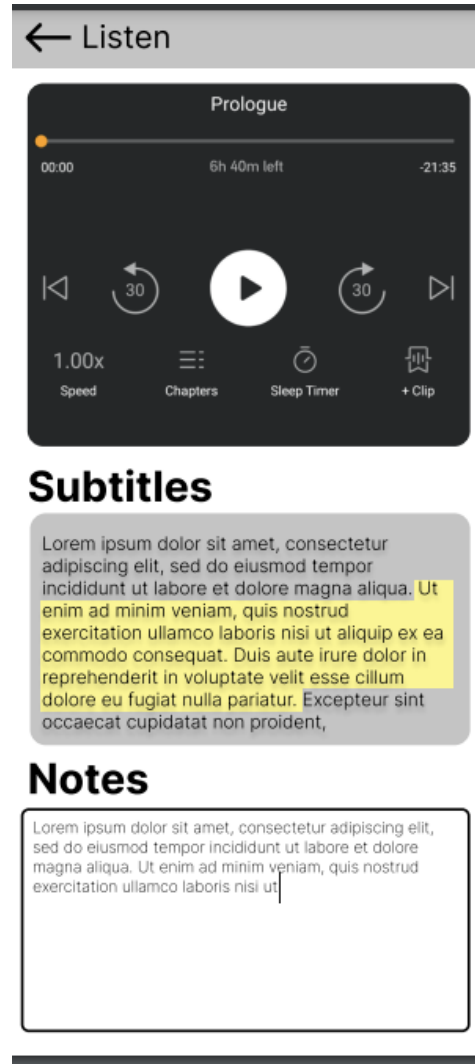 Listen
Prologue
00:00 6h 40m left -21:35
30 30
1.00x
Speed Chapters Sleep Timer + Clip
Subtitles
Lorem ipsum dolor sit amet, consectetur
adipiscing elit, sed do eiusmod tempor
incididunt ut labore et dolore magna aliqua. Ut
enim ad minim veniam, quis nostrud
exercitation ullamco laboris nisi ut aliquip ex ea
commodo consequat. Duis aute irure dolor in
reprehenderit in voluptate velit esse cillum
dolore eu fugiat nulla pariatur. Excepteur sint
occaecat cupidatat non proident,
Notes
Lorem ipsum dolor sit amet, consectetur adipiscing elit,
sed do eiusmod tempor incididunt ut labore et dolore
magna aliqua. Ut enim ad minim veniam, quis nostrud
exercitation ullamco laboris nisi ut